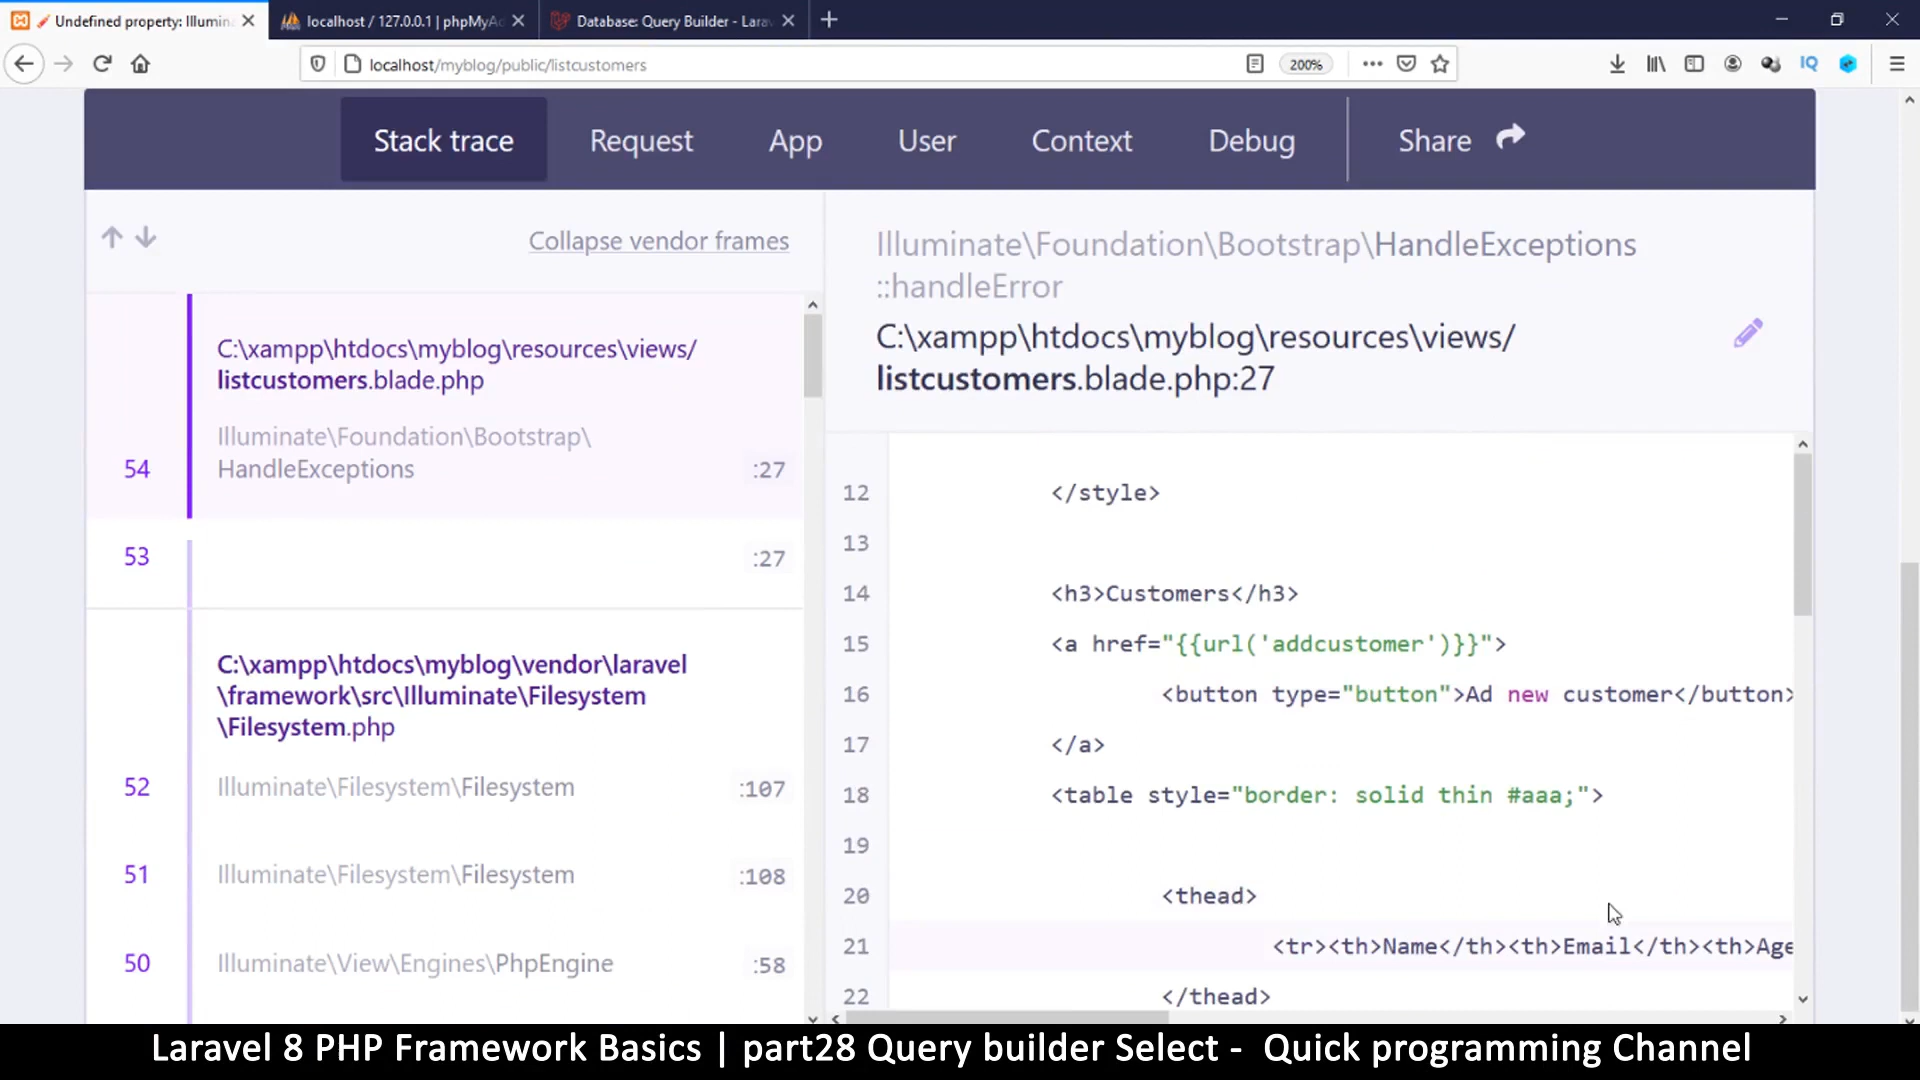 Undefined property: Illumin
localhost / 127.0.0.1 | phpMyA
Database: Query Builder - Lara
localhost/myblog/public/listcustomers
200%
IQ
Stack trace
Request
App
User
Context
Debug
Share
Collapse vendor frames
C:\xampp\htdocs\myblog\resources\views/
listcustomers.blade.php
Illuminate\Foundation\Bootstrap\
54 HandleExceptions :27
53 :27
C:\xampp\htdocs\myblog\vendor\laravel
\framework\src\Illuminate\Filesystem
\Filesystem.php
52 Illuminate\Filesystem\Filesystem :107
51 Illuminate\Filesystem\Filesystem :108
50 Illuminate\View\Engines\PhpEngine :58
Illuminate\Foundation\Bootstrap\HandleExceptions
::handleError
C:\xampp\htdocs\myblog\resources\views/
listcustomers.blade.php:27
12 </style>
13
14 <h3>Customers</h3>
15 <a href="{{url('addcustomer')}}">
16 <button type="button">Ad new customer</button>
17 </a>
18 <table style="border: solid thin #aaa;">
19
20 <thead>
21 <tr><th>Name</th><th>Email</th><th>Age
22 </thead>
Laravel 8 PHP Framework Basics | part28 Query builder Select - Quick programming Channel